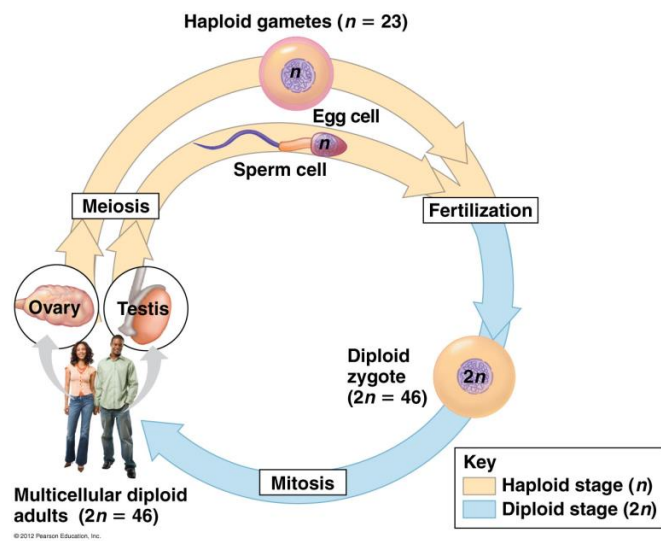 Haploid gametes (n = 23)
n
Egg cell
n
Sperm cell
Meiosis
Fertilization
Ovary
Testis
Diploid
zygote
(2n = 46)
2n
Mitosis
Multicellular diploid
adults (2n = 46)
Key
Haploid stage (n)
Diploid stage (2n)
© 2012 Pearson Education, Inc.